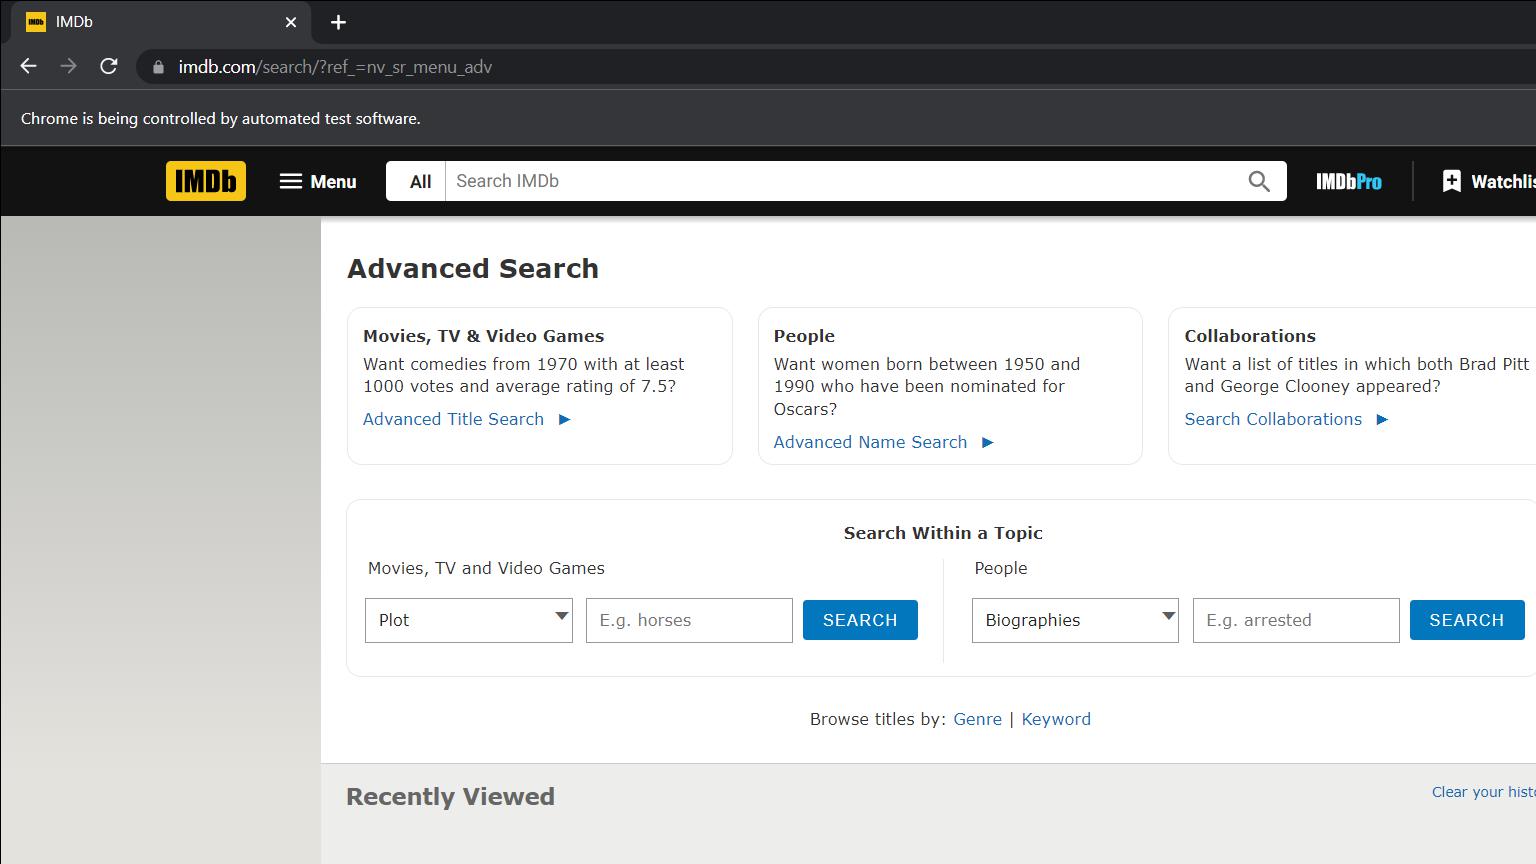 IMDb
imdb.com/search/?ref_=nv_sr_menu_adv
Chrome is being controlled by automated test software.
IMDb
Menu
All
Search IMDb
IMDbPro
Watchlis
Advanced Search
Movies, TV & Video Games
Want comedies from 1970 with at least
1000 votes and average rating of 7.5?
Advanced Title Search
People
Want women born between 1950 and
1990 who have been nominated for
Oscars?
Advanced Name Search
Collaborations
Want a list of titles in which both Brad Pitt
and George Clooney appeared?
Search Collaborations
Search Within a Topic
Movies, TV and Video Games
Plot
E.g. horses
SEARCH
People
Biographies
E.g. arrested
SEARCH
Browse titles by: Genre | Keyword
Recently Viewed
Clear your histo